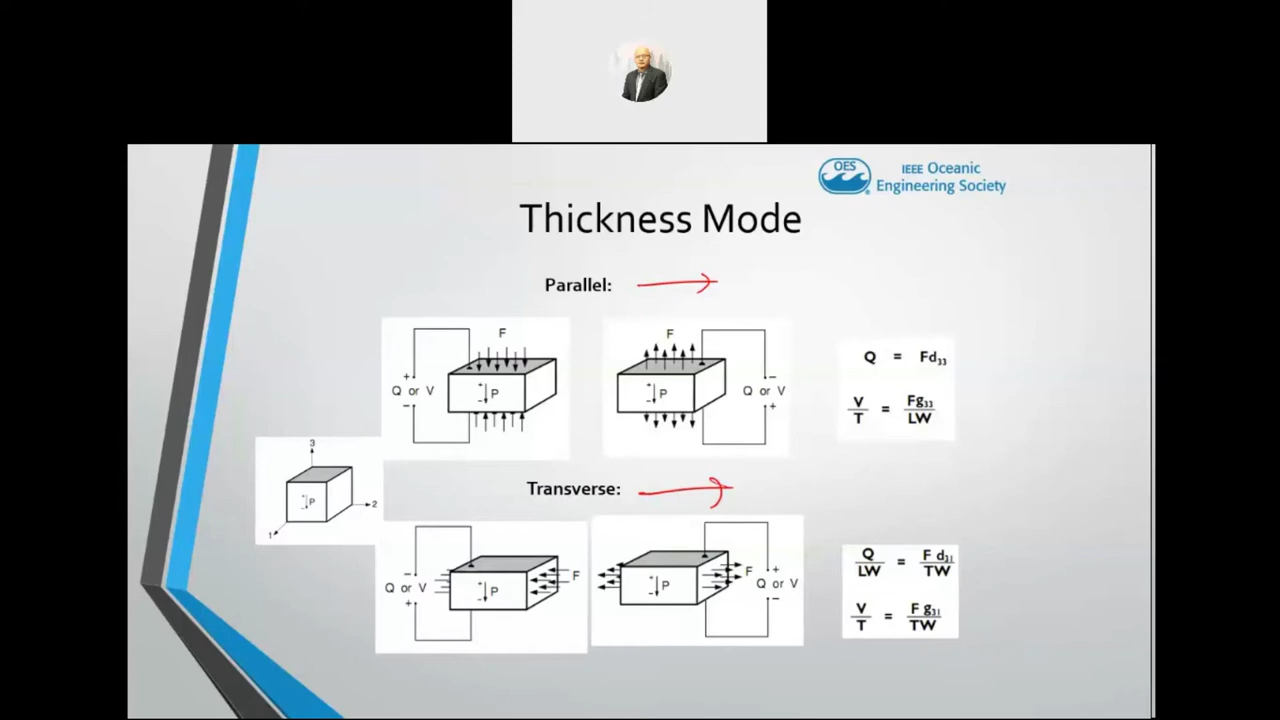 OES
IEEE Oceanic
Engineering Society
Thickness Mode
Parallel:
F
+
Q or V
−
+
−
P
F
+
−
P
−
Q or V
+
Q = Fd33
V/T = Fg33/LW
3
+
−
P
2
1
Transverse:
−
Q or V
+
+
−
P
F
+
−
P
F
+
Q or V
−
Q/LW = F d31/TW
V/T = F g31/TW